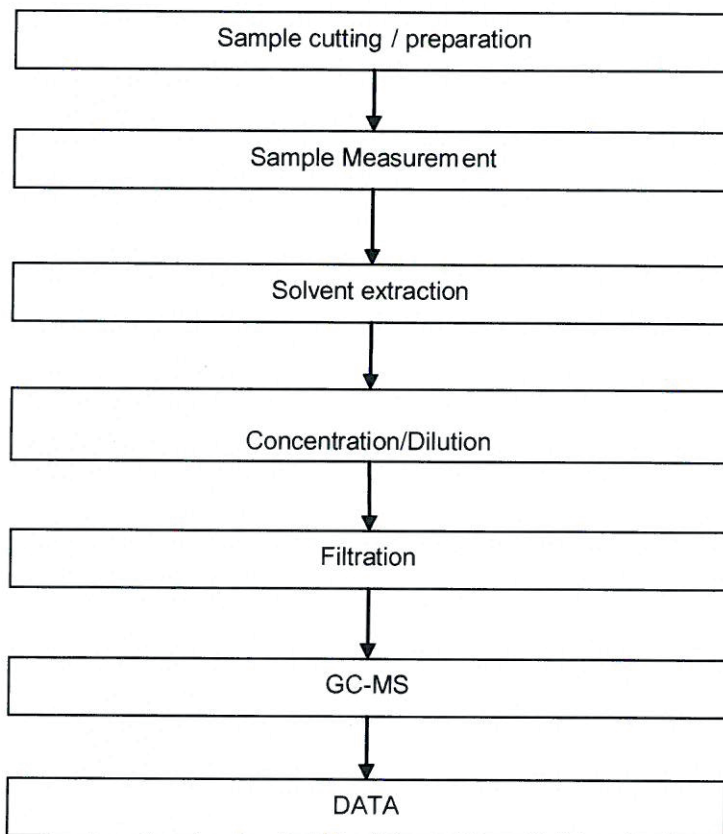 Sample cutting / preparation
Sample Measurement
Solvent extraction
Concentration/Dilution
Filtration
GC-MS
DATA